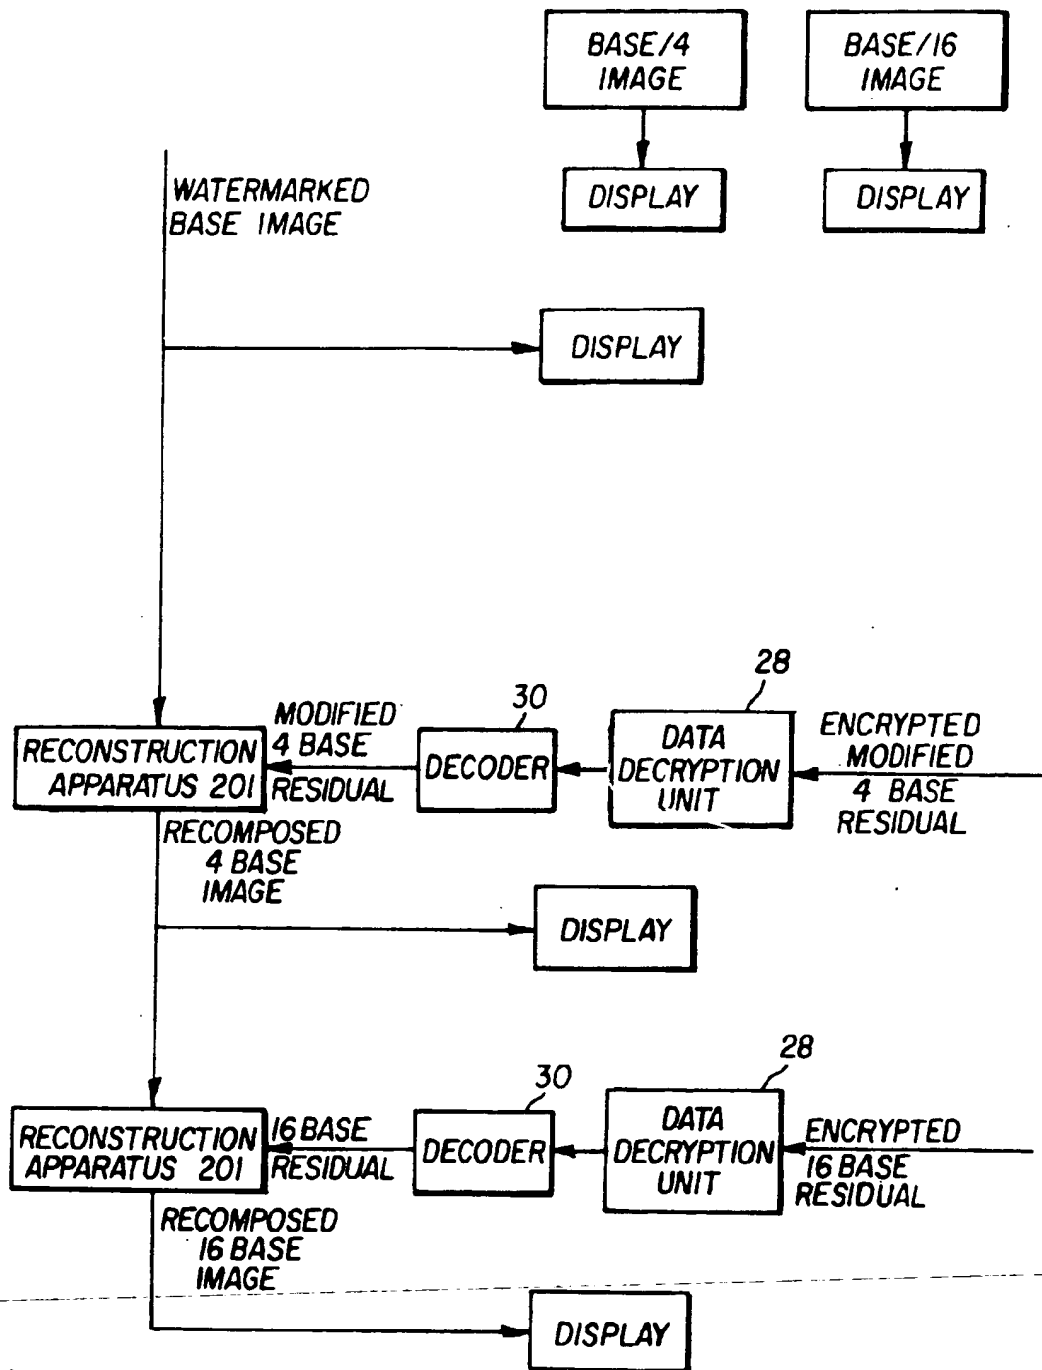 BASE/4
IMAGE
BASE/16
IMAGE
DISPLAY
DISPLAY
WATERMARKED
BASE IMAGE
DISPLAY
28
30
MODIFIED
4 BASE
RESIDUAL
RECONSTRUCTION
APPARATUS 201
DECODER
DATA
DECRYPTION
UNIT
ENCRYPTED
MODIFIED
4 BASE
RESIDUAL
RECOMPOSED
4 BASE
IMAGE
DISPLAY
28
30
RECONSTRUCTION
APPARATUS 201
16 BASE
RESIDUAL
DECODER
DATA
DECRYPTION
UNIT
ENCRYPTED
16 BASE
RESIDUAL
RECOMPOSED
16 BASE
IMAGE
DISPLAY